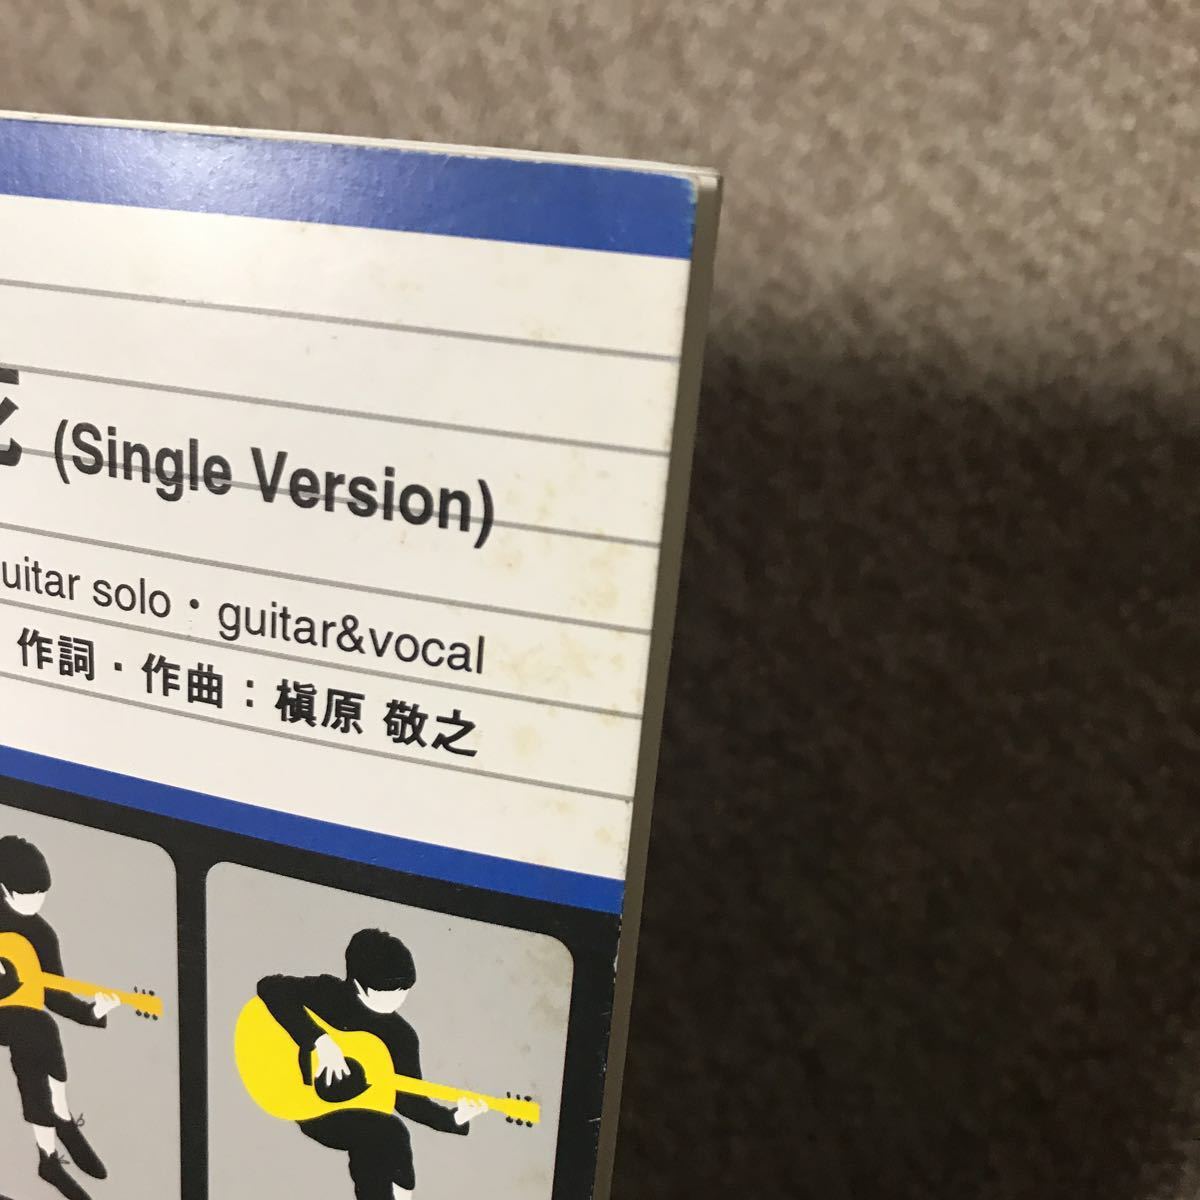 (Single Version)
uitar solo・guitar&vocal
作詞・作曲：槇原 敬之